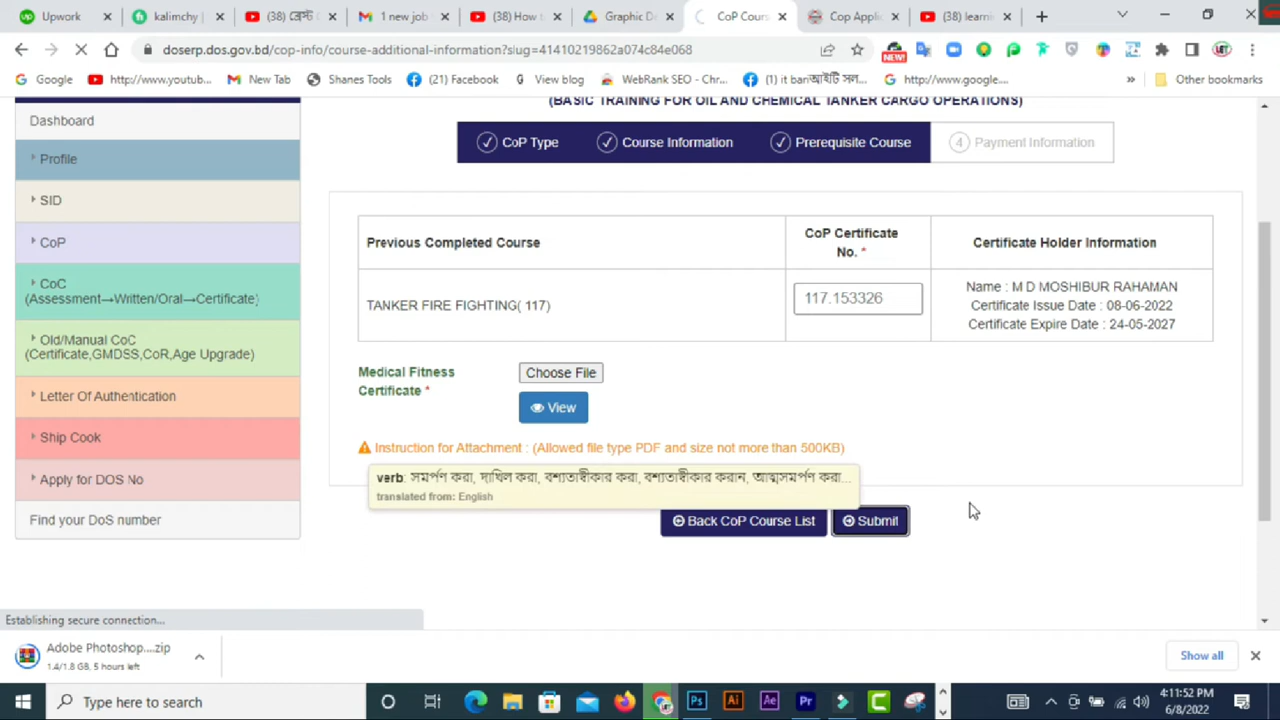 Upwork
kalimchy
(38) ব্রেস্ট
1 new job
(38) How t
Graphic De
CoP Cours
Cop Applic
(38) learni
doserp.dos.gov.bd/cop-info/course-additional-information?slug=41410219862a074c84e068
NEW!
Google
http://www.youtub...
New Tab
Shanes Tools
(21) Facebook
View blog
WebRank SEO - Chr...
(1) it banআইটি সল...
http://www.google....
»
Other bookmarks
(BASIC TRAINING FOR OIL AND CHEMICAL TANKER CARGO OPERATIONS)
Dashboard
Profile
SID
CoP
CoC
(Assessment→Written/Oral→Certificate)
Old/Manual CoC
(Certificate,GMDSS,CoR,Age Upgrade)
Letter Of Authentication
Ship Cook
Apply for DOS No
Find your DoS number
CoP Type
Course Information
Prerequisite Course
4 Payment Information
Previous Completed Course
CoP Certificate
No. *
Certificate Holder Information
TANKER FIRE FIGHTING( 117)
117.153326
Name : M D MOSHIBUR RAHAMAN
Certificate Issue Date : 08-06-2022
Certificate Expire Date : 24-05-2027
Medical Fitness
Certificate *
Choose File
View
Instruction for Attachment : (Allowed file type PDF and size not more than 500KB)
verb: সমর্পণ করা, দাখিল করা, বশ্যতাস্বীকার করা, বশ্যতাস্বীকার করান, আত্মসমর্পণ করা...
translated from: English
Back CoP Course List
Submit
Establishing secure connection...
Adobe Photoshop....zip
1.4/1.8 GB, 5 hours left
Show all
Type here to search
Ps
Ai
Ae
Pr
4:11:52 PM
6/8/2022